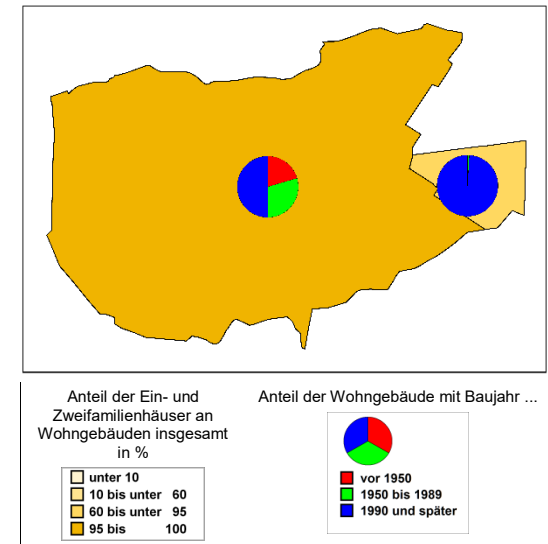 Anteil der Ein- und
Zweifamilienhäuser an
Wohngebäuden insgesamt
in %
unter 10
10 bis unter 60
60 bis unter 95
95 bis 100
Anteil der Wohngebäude mit Baujahr ...
vor 1950
1950 bis 1989
1990 und später